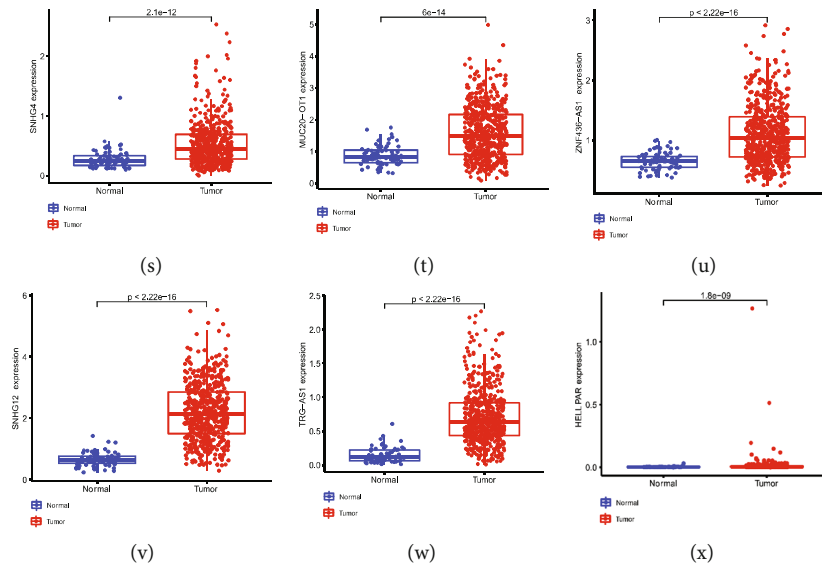 2.1e−12
SNHG4 expression
2
1
0
Normal Tumor
Normal
Tumor
(s)
6e−14
MUC20−OT1 expression
5
4
3
2
1
0
Normal Tumor
Normal
Tumor
(t)
p < 2.22e−16
ZNF436−AS1 expression
3
2
1
0
Normal Tumor
Normal
Tumor
(u)
p < 2.22e−16
SNHG12 expression
6
4
2
0
Normal Tumor
Normal
Tumor
(v)
p < 2.22e−16
TRG−AS1 expression
2.5
2.0
1.5
1.0
0.5
0.0
Normal Tumor
Normal
Tumor
(w)
1.8e−09
HELLPAR expression
1.0
0.5
0.0
Normal Tumor
Normal
Tumor
(x)